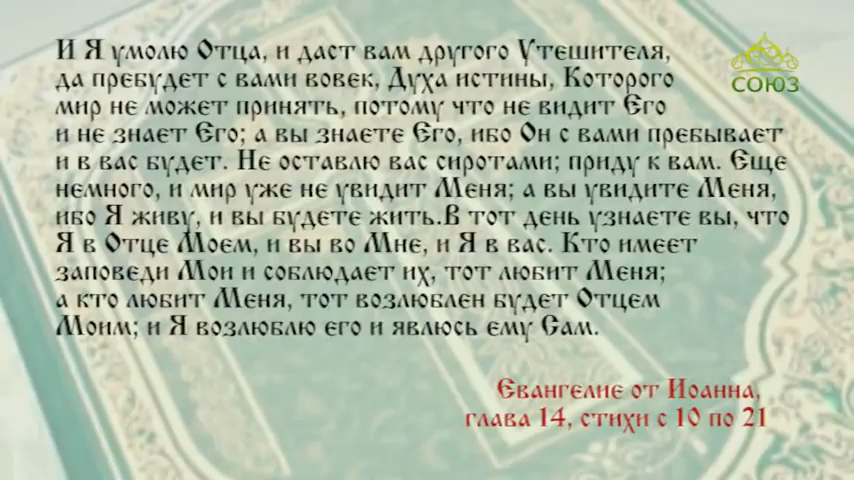 СОЮЗ
И Я умолю Отца, и даст вам другого Утешителя,
да пребудет с вами вовек, Духа истины, Которого
мир не может принять, потому что не видит Его
и не знает Его; а вы знаете Его, ибо Он с вами пребывает
и в вас будет. Не оставлю вас сиротами; приду к вам. Еще
немного, и мир уже не увидит Меня; а вы увидите Меня,
ибо Я живу, и вы будете жить.В тот день узнаете вы, что
Я в Отце Моем, и вы во Мне, и Я в вас. Кто имеет
заповеди Мои и соблюдает их, тот любит Меня;
а кто любит Меня, тот возлюблен будет Отцем
Моим; и Я возлюблю его и явлюсь ему Сам.
Евангелие от Иоанна,
глава 14, стихи с 10 по 21